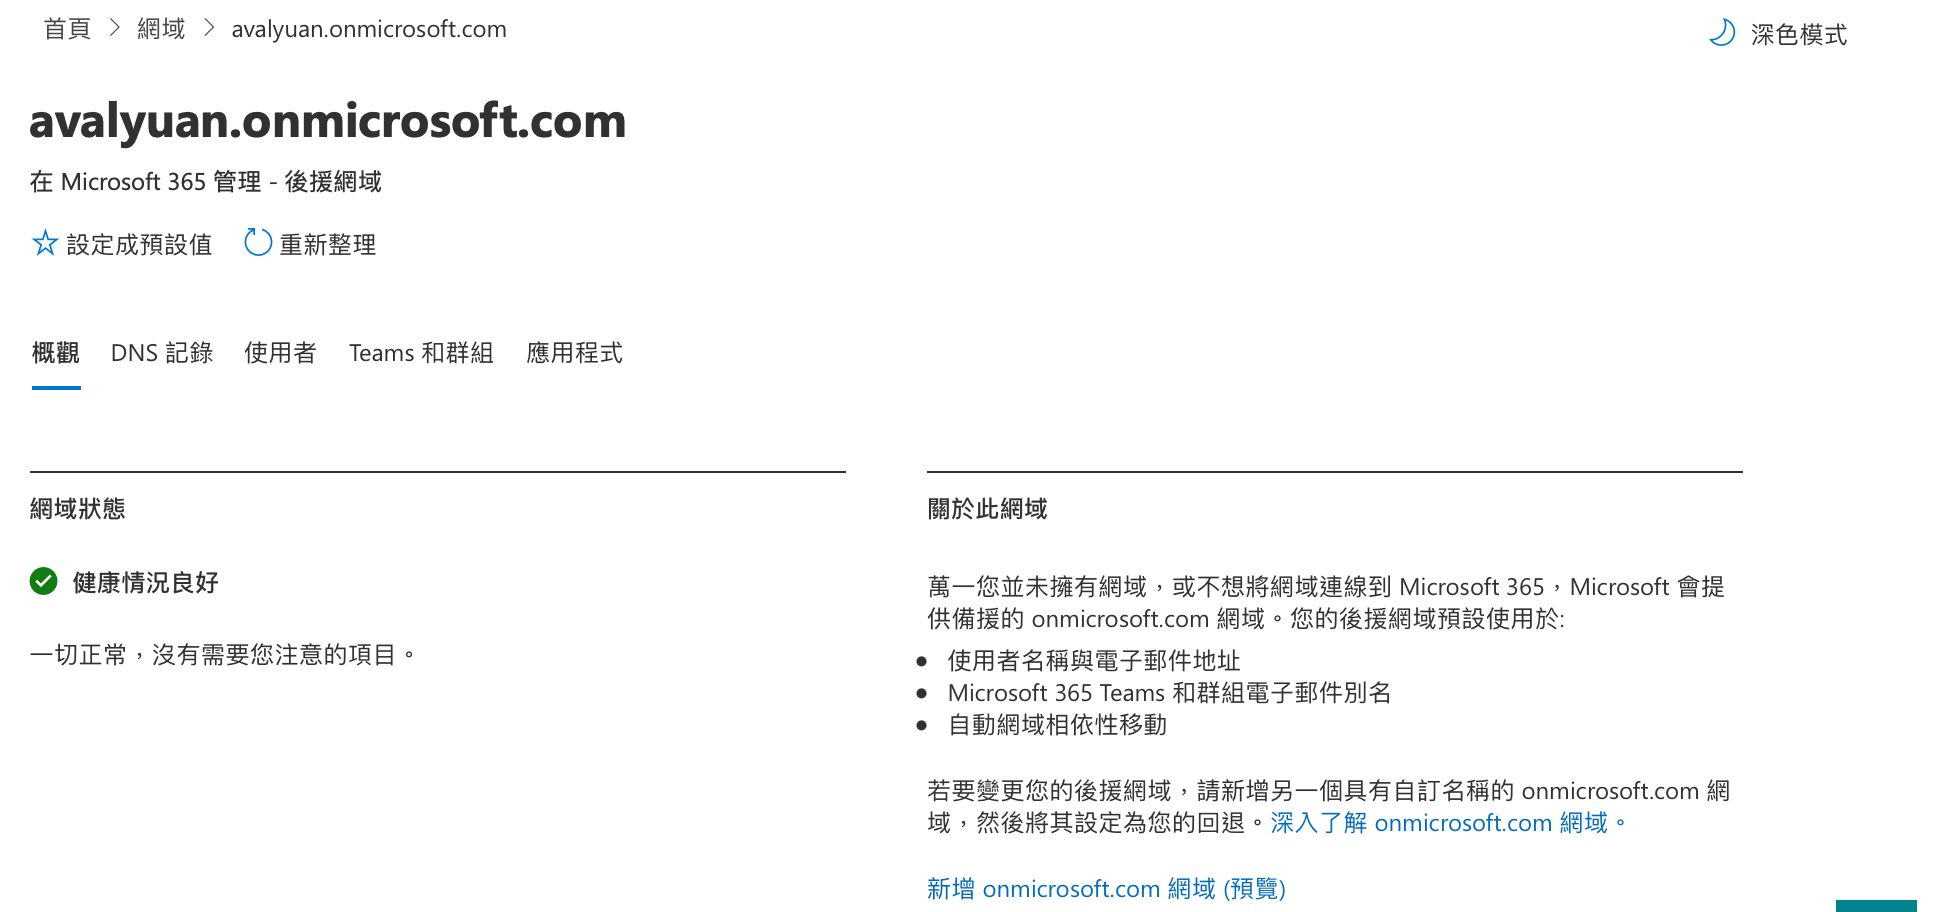 首頁 > 網域 > avalyuan.onmicrosoft.com
深色模式
avalyuan.onmicrosoft.com
在 Microsoft 365 管理 - 後援網域
設定成預設值 重新整理
概觀 DNS 記錄 使用者 Teams 和群組 應用程式
網域狀態
健康情況良好
一切正常，沒有需要您注意的項目。
關於此網域
萬一您並未擁有網域，或不想將網域連線到 Microsoft 365，Microsoft 會提
供備援的 onmicrosoft.com 網域。您的後援網域預設使用於:
• 使用者名稱與電子郵件地址
• Microsoft 365 Teams 和群組電子郵件別名
• 自動網域相依性移動
若要變更您的後援網域，請新增另一個具有自訂名稱的 onmicrosoft.com 網
域，然後將其設定為您的回退。深入了解 onmicrosoft.com 網域。
新增 onmicrosoft.com 網域 (預覽)